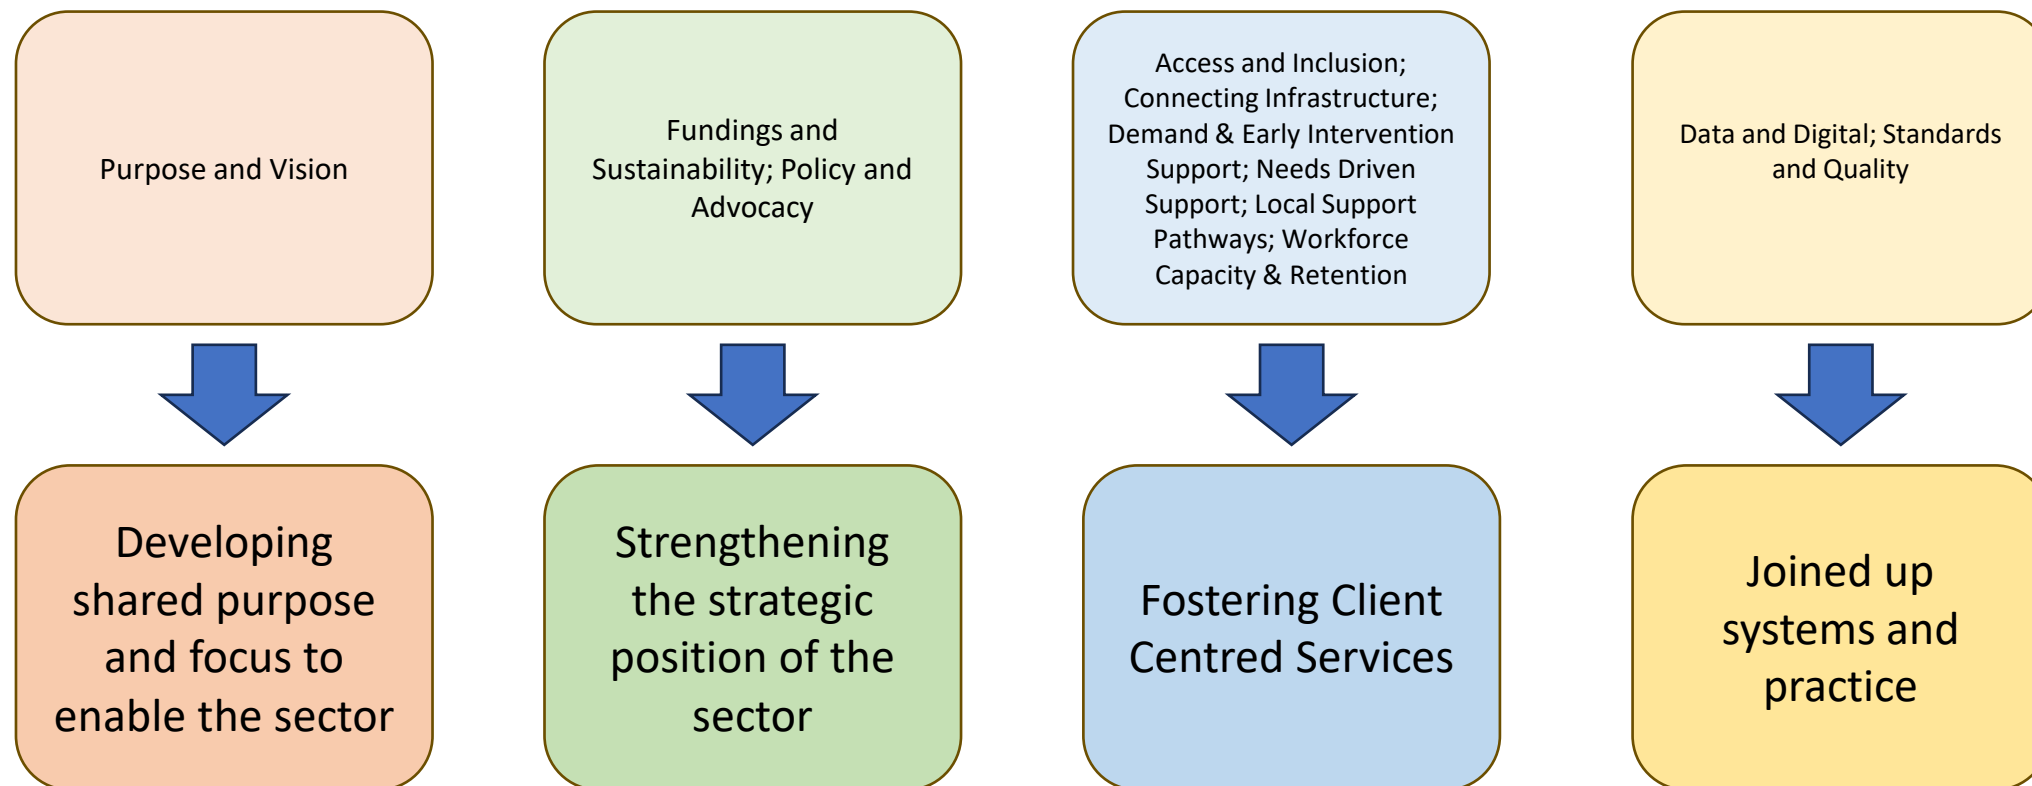 Purpose and Vision
Fundings and
Sustainability; Policy and
Advocacy
Access and Inclusion;
Connecting Infrastructure;
Demand & Early Intervention
Support; Needs Driven
Support; Local Support
Pathways; Workforce
Capacity & Retention
Data and Digital; Standards
and Quality
Developing
shared purpose
and focus to
enable the sector
Strengthening
the strategic
position of the
sector
Fostering Client
Centred Services
Joined up
systems and
practice